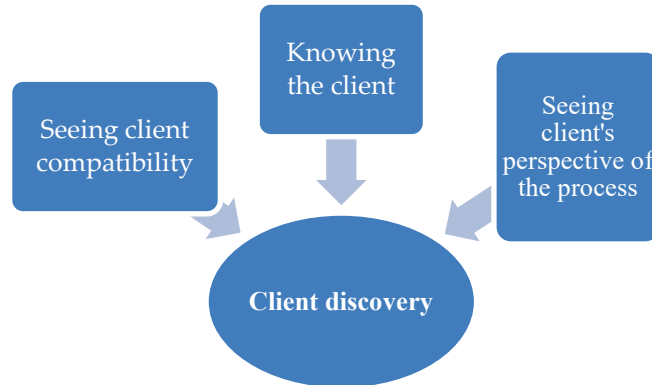 Seeing client
compatibility
Knowing
the client
Seeing
client's
perspective of
the process
Client discovery